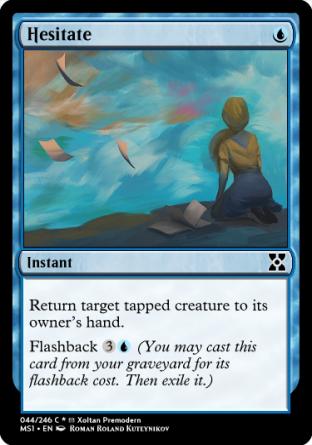 Hesitate
Instant
Return target tapped creature to its
owner's hand.
Flashback 3 (You may cast this
card from your graveyard for its
flashback cost. Then exile it.)
044/246 C * Xoltan Premodern
MSI • EN Roman Roland Kuteynikov